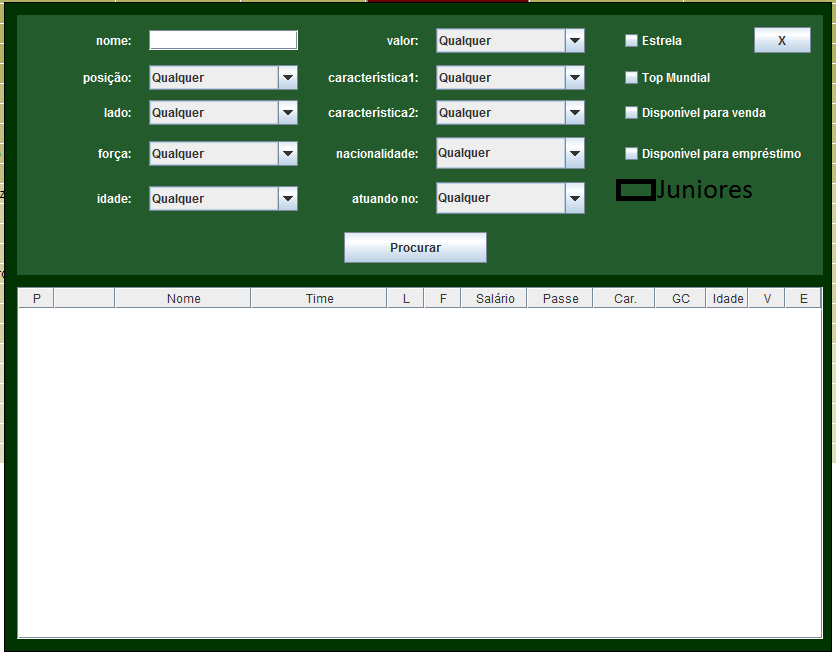 nome: valor: Qualquer Estrela X
posição: Qualquer característica1: Qualquer Top Mundial
lado: Qualquer característica2: Qualquer Disponível para venda
força: Qualquer nacionalidade: Qualquer Disponível para empréstimo
idade: Qualquer atuando no: Qualquer Juniores
Procurar
P Nome Time L F Salário Passe Car. GC Idade V E